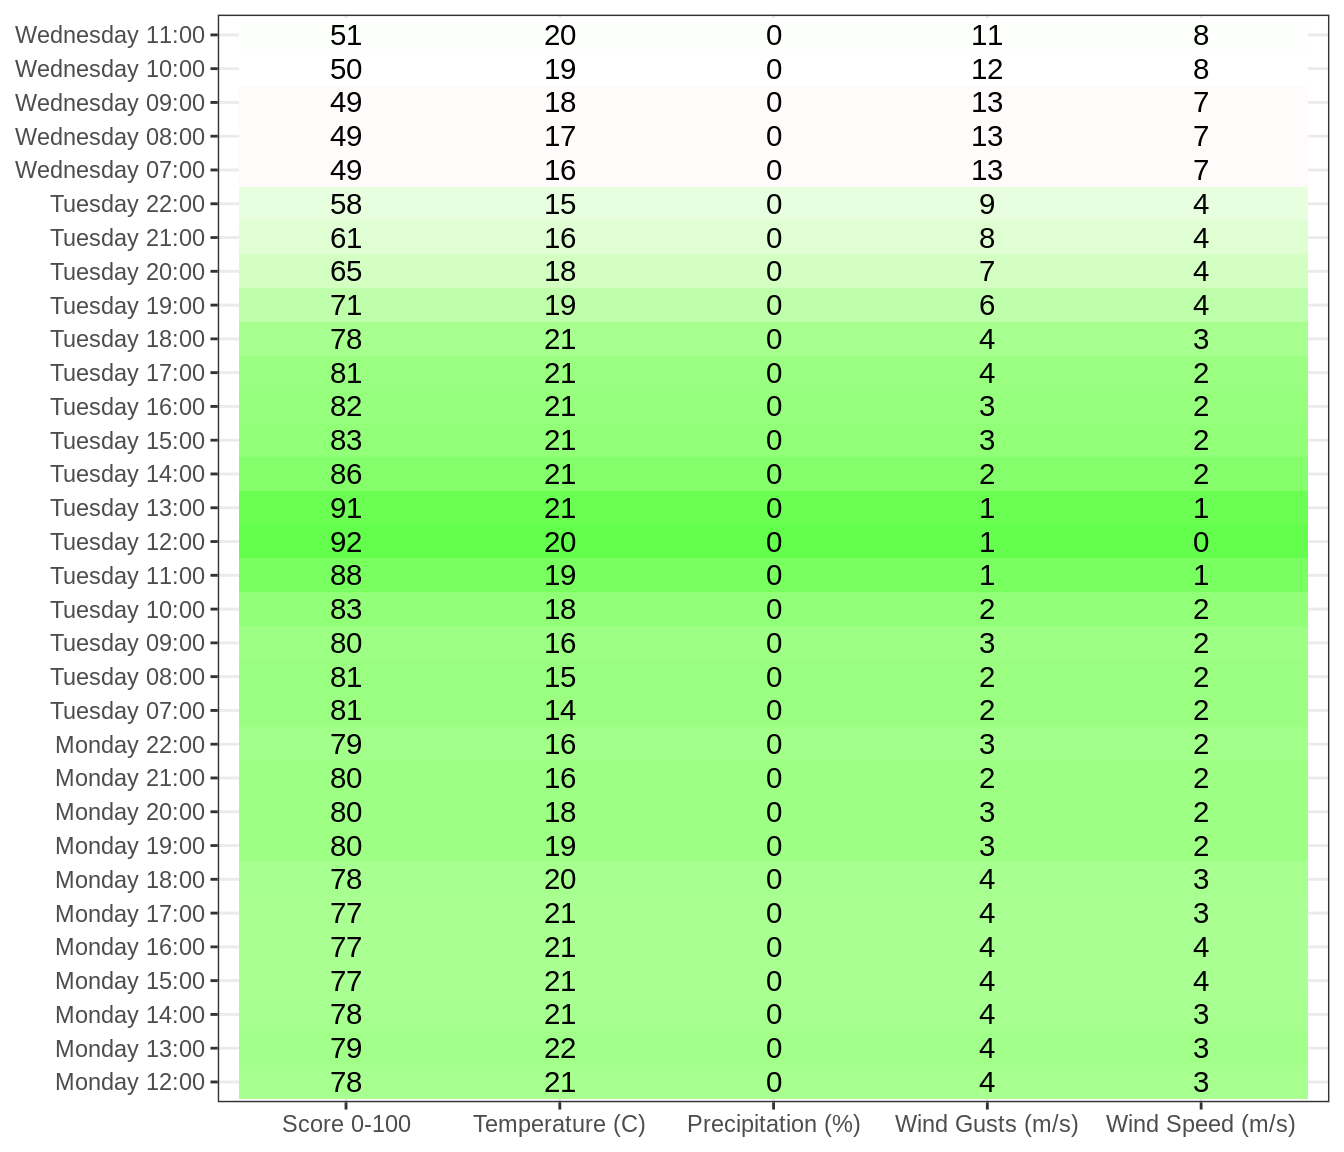 Wednesday 11:00 51 20 0 11 8
Wednesday 10:00 50 19 0 12 8
Wednesday 09:00 49 18 0 13 7
Wednesday 08:00 49 17 0 13 7
Wednesday 07:00 49 16 0 13 7
Tuesday 22:00 58 15 0 9 4
Tuesday 21:00 61 16 0 8 4
Tuesday 20:00 65 18 0 7 4
Tuesday 19:00 71 19 0 6 4
Tuesday 18:00 78 21 0 4 3
Tuesday 17:00 81 21 0 4 2
Tuesday 16:00 82 21 0 3 2
Tuesday 15:00 83 21 0 3 2
Tuesday 14:00 86 21 0 2 2
Tuesday 13:00 91 21 0 1 1
Tuesday 12:00 92 20 0 1 0
Tuesday 11:00 88 19 0 1 1
Tuesday 10:00 83 18 0 2 2
Tuesday 09:00 80 16 0 3 2
Tuesday 08:00 81 15 0 2 2
Tuesday 07:00 81 14 0 2 2
Monday 22:00 79 16 0 3 2
Monday 21:00 80 16 0 2 2
Monday 20:00 80 18 0 3 2
Monday 19:00 80 19 0 3 2
Monday 18:00 78 20 0 4 3
Monday 17:00 77 21 0 4 3
Monday 16:00 77 21 0 4 4
Monday 15:00 77 21 0 4 4
Monday 14:00 78 21 0 4 3
Monday 13:00 79 22 0 4 3
Monday 12:00 78 21 0 4 3
Score 0-100 Temperature (C) Precipitation (%) Wind Gusts (m/s) Wind Speed (m/s)